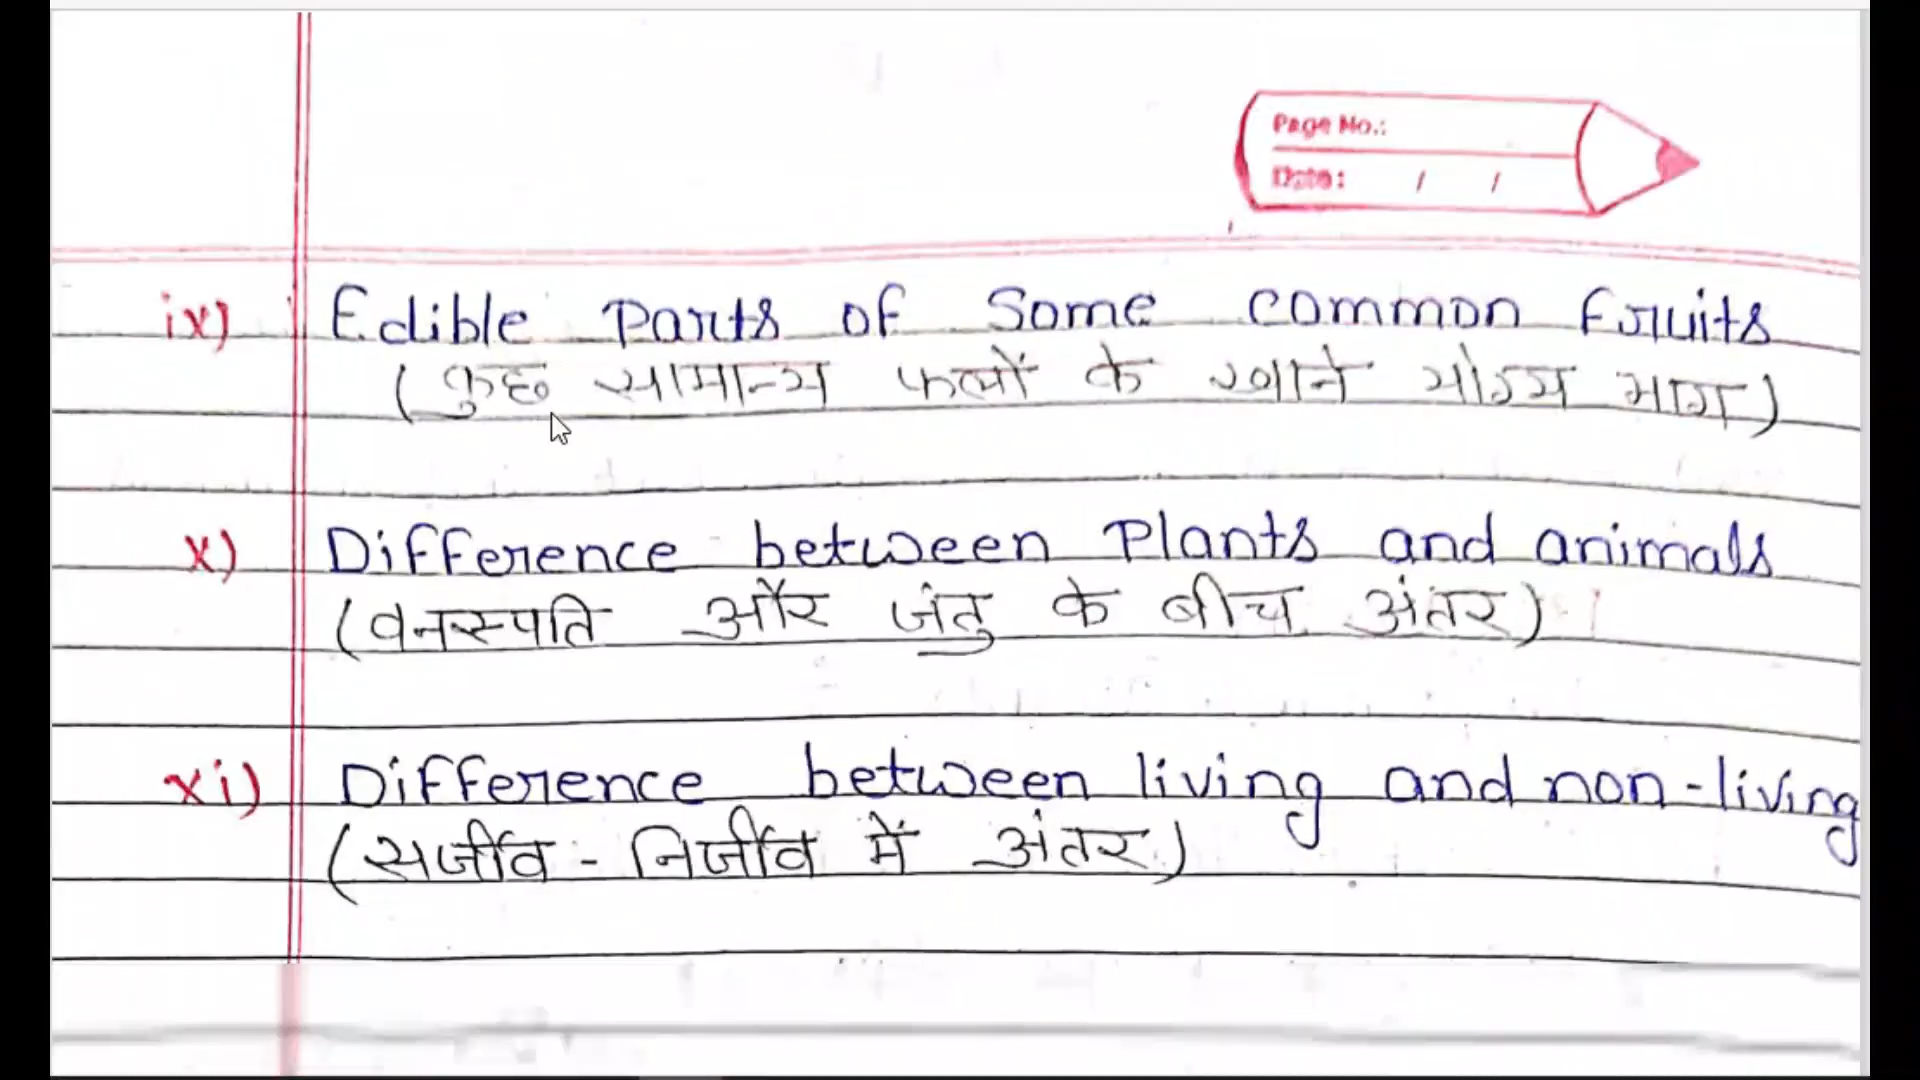 Page No.:
Date: / /
ix) Edible Parts of Some common fruits
(कुछ सामान्य फलों के खाने योग्य भाग)
x) Difference between Plants and animals
(वनस्पति और जंतु के बीच अंतर)
xi) Difference between living and non-living
(सजीव - निर्जीव में अंतर)